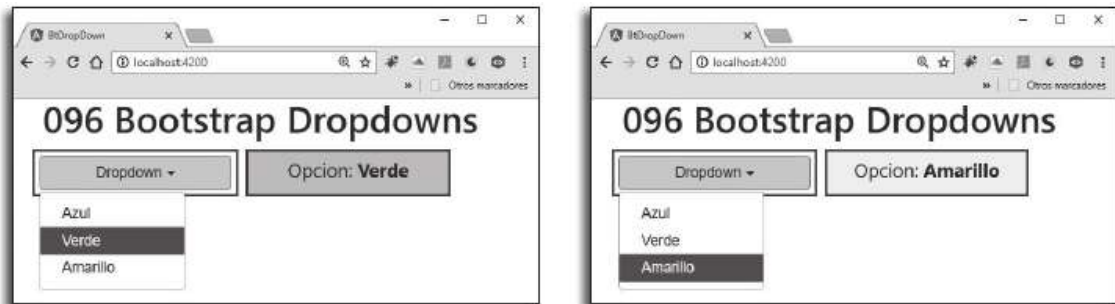 BtDropDown
localhost:4200
Otros marcadores
096 Bootstrap Dropdowns
Dropdown
Opcion: Verde
Azul
Verde
Amarillo
BtDropDown
localhost:4200
Otros marcadores
096 Bootstrap Dropdowns
Dropdown
Opcion: Amarillo
Azul
Verde
Amarillo